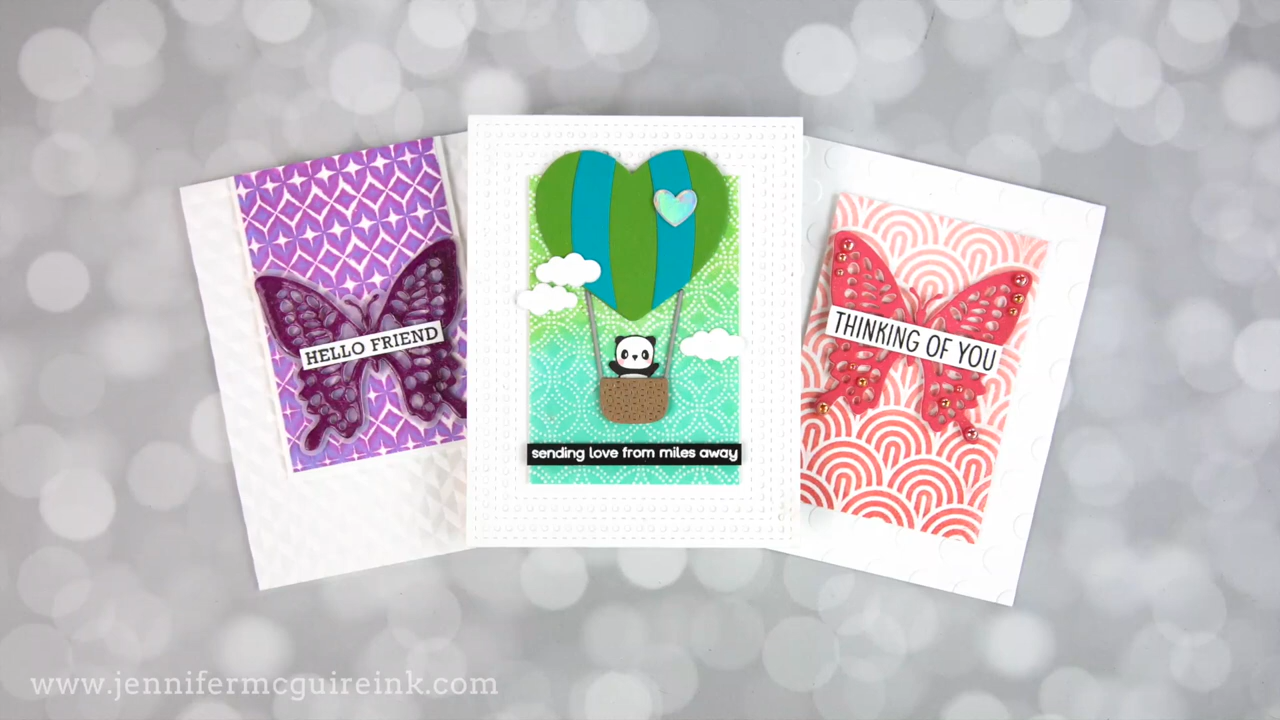 HELLO FRIEND
sending love from miles away
THINKING OF YOU
www.jennifermcguireink.com